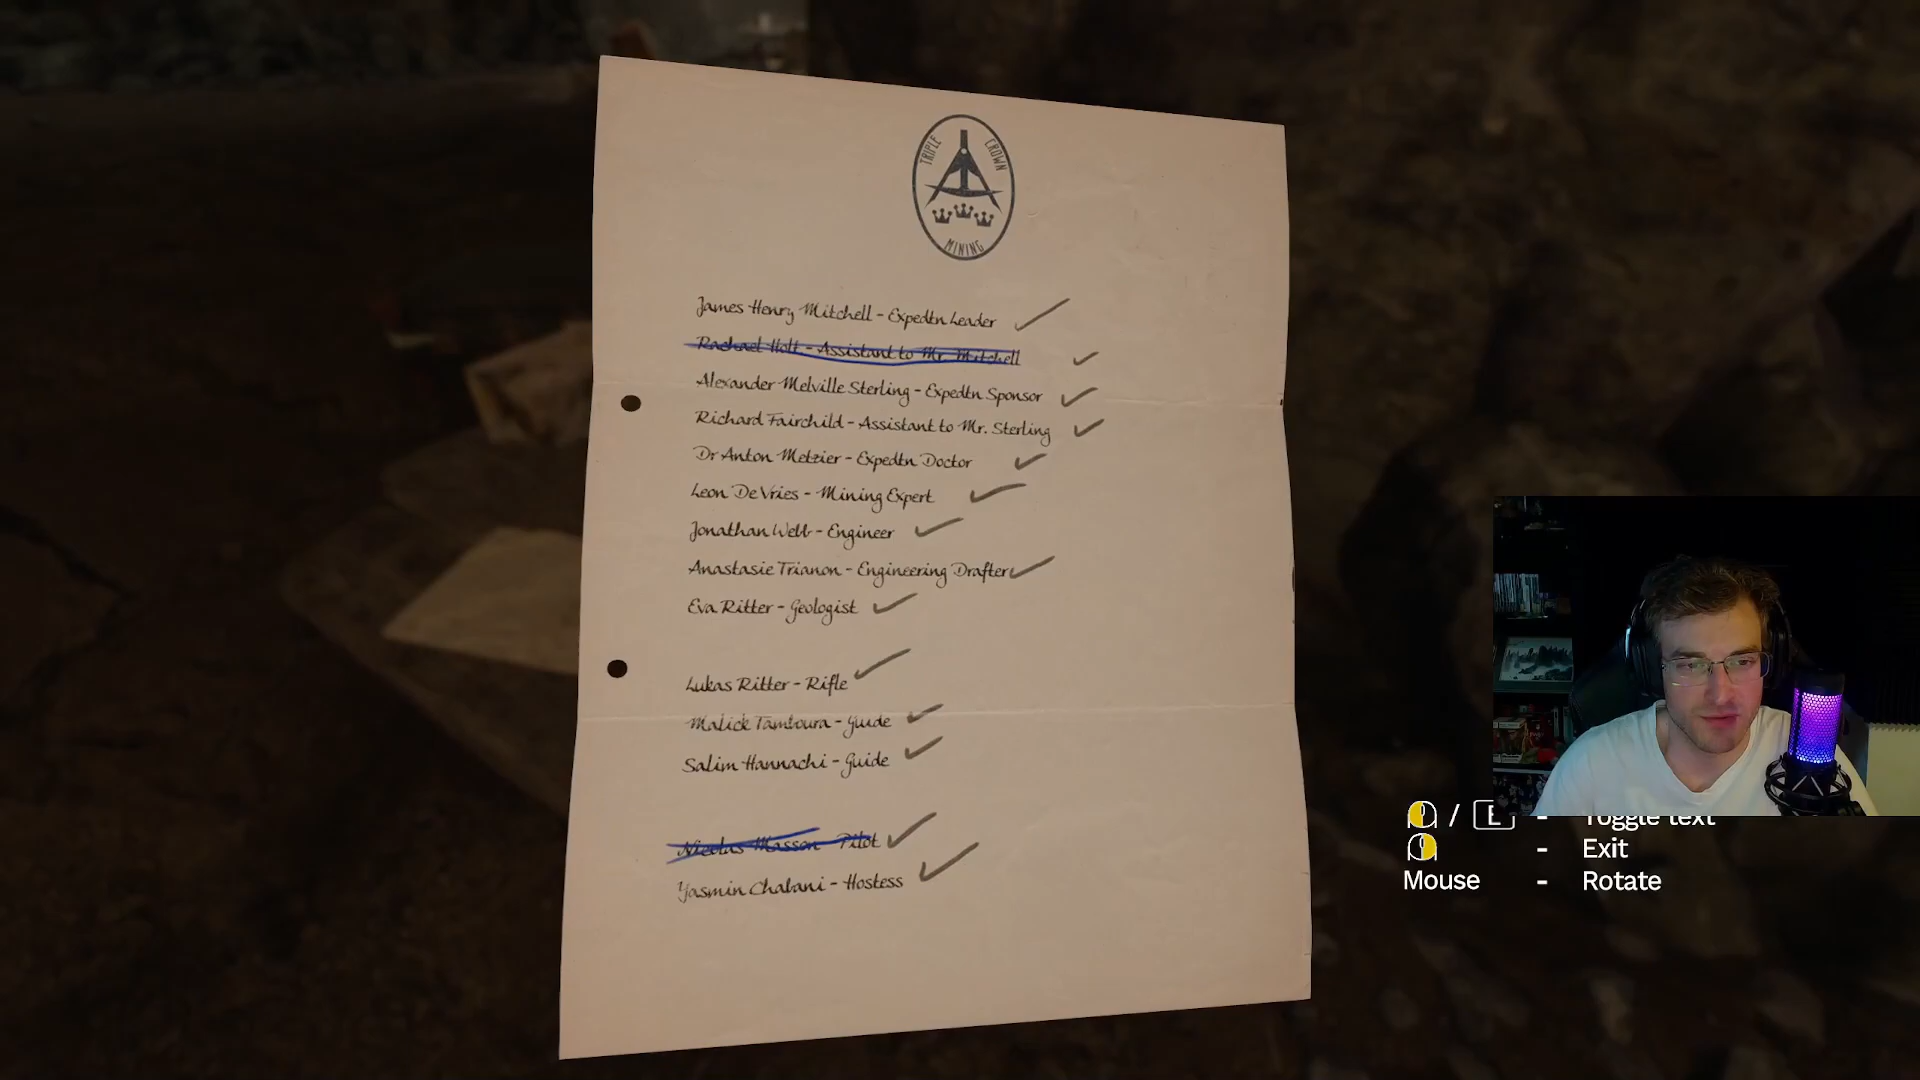 TRIPLE CROWN
MINING
James Henry Mitchell - Expedtn Leader
Rachael Holt - Assistant to Mr. Mitchell
Alexander Melville Sterling - Expedtn Sponsor
Richard Fairchild - Assistant to Mr. Sterling
Dr Anton Metzier - Expedtn Doctor
Leon De Vries - Mining Expert
Jonathan Webb - Engineer
Anastasie Trianon - Engineering Drafter
Eva Ritter - Geologist
Lukas Ritter - Rifle
Malick Tamboura - Guide
Salim Hannachi - Guide
Nicolas Masson - Pilot
Yasmin Chabani - Hostess
/ E - Toggle text
- Exit
Mouse - Rotate